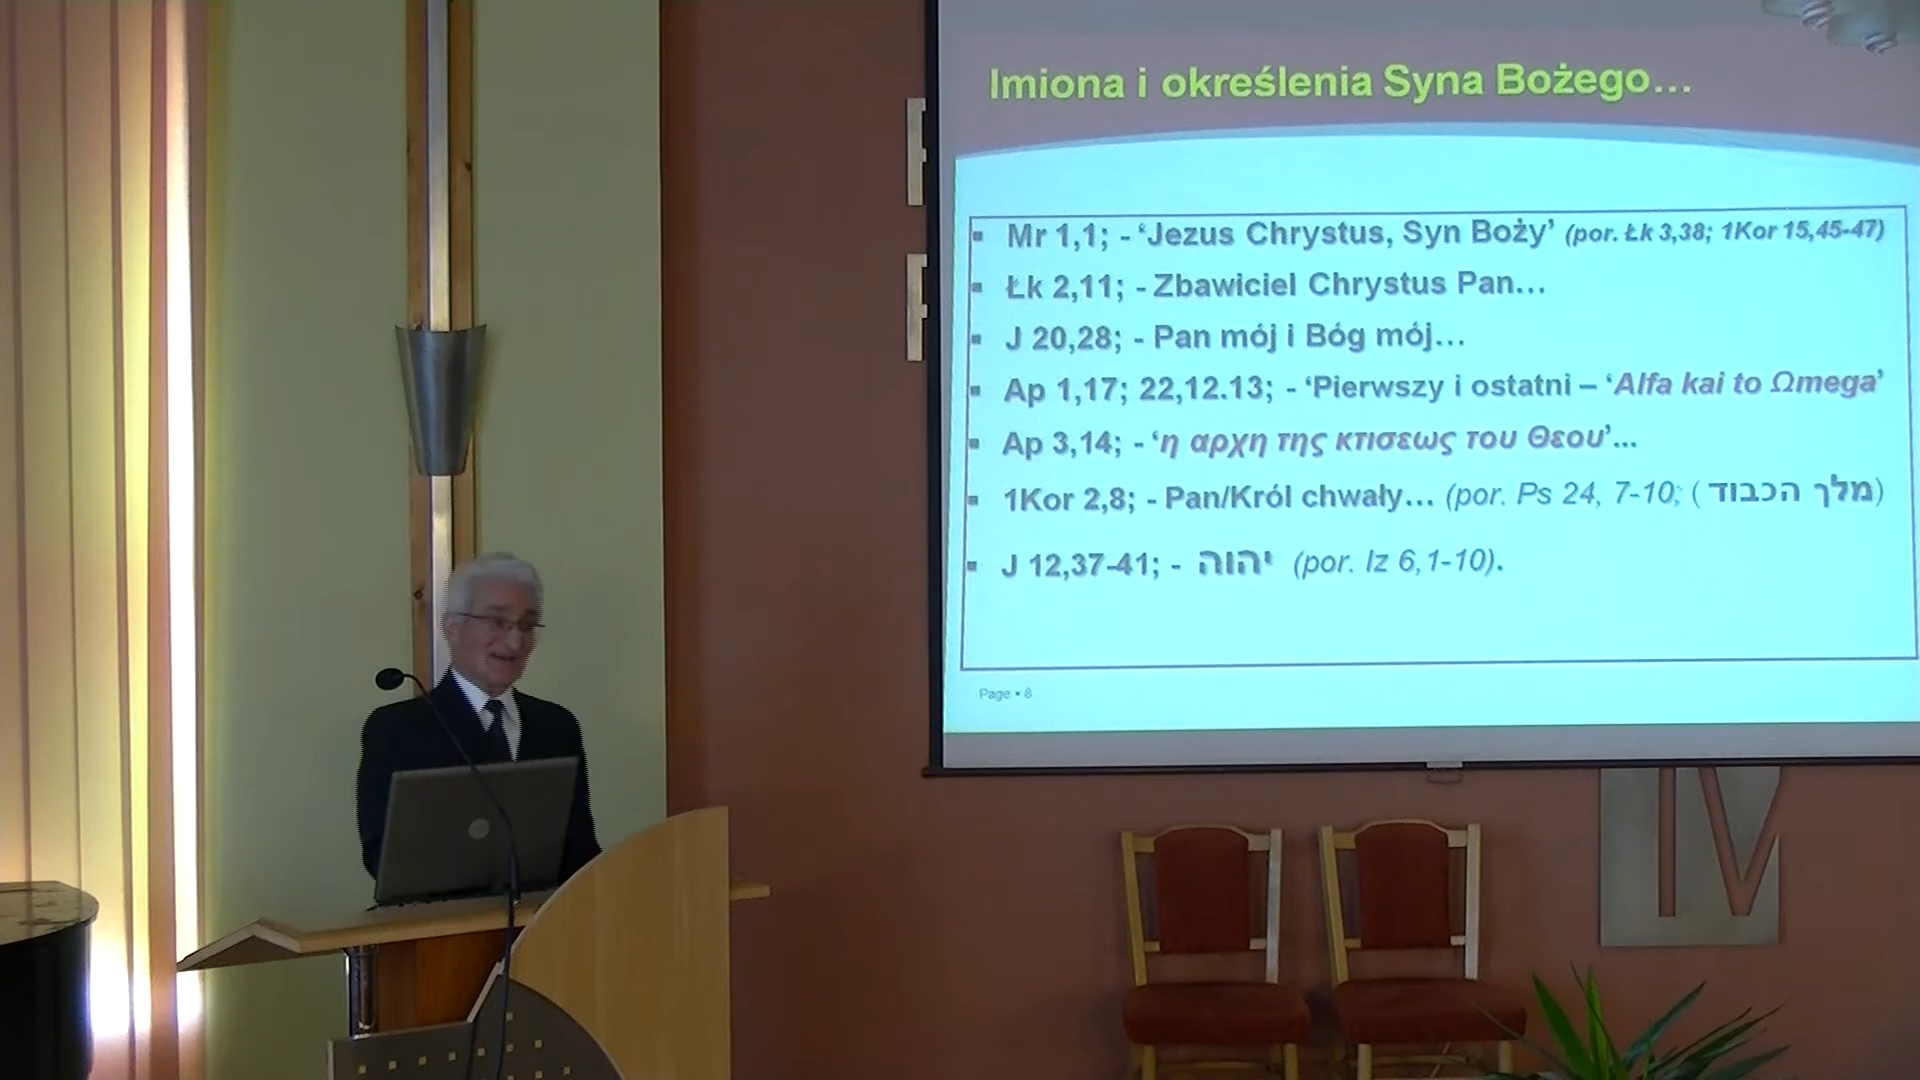 Imiona i określenia Syna Bożego…
▪ Mr 1,1; - ‘Jezus Chrystus, Syn Boży’ (por. Łk 3,38; 1Kor 15,45-47)
▪ Łk 2,11; - Zbawiciel Chrystus Pan…
▪ J 20,28; - Pan mój i Bóg mój…
▪ Ap 1,17; 22,12.13; - ‘Pierwszy i ostatni – ‘Alfa kai to Ωmega’
▪ Ap 3,14; - ‘η αρχη της κτισεως του Θεου’...
▪ 1Kor 2,8; - Pan/Król chwały… (por. Ps 24, 7-10; ( מלך הכבוד)
▪ J 12,37-41; - יהוה (por. Iz 6,1-10).
Page ▪ 8
IV